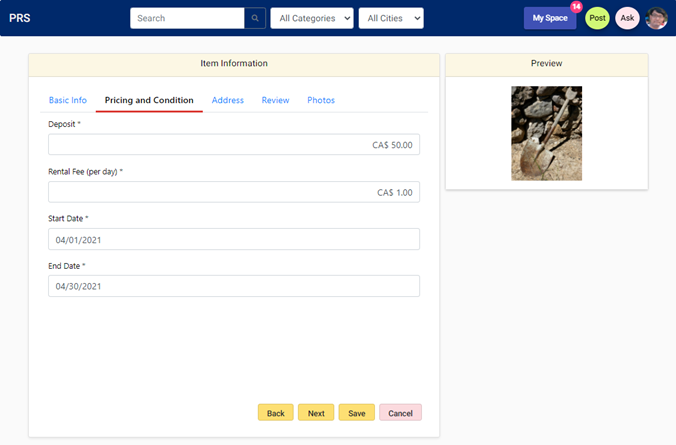 PRS
Search
All Categories
All Cities
My Space
14
Post
Ask
Item Information
Basic Info
Pricing and Condition
Address
Review
Photos
Deposit *
CA$ 50.00
Rental Fee (per day) *
CA$ 1.00
Start Date *
04/01/2021
End Date *
04/30/2021
Back
Next
Save
Cancel
Preview